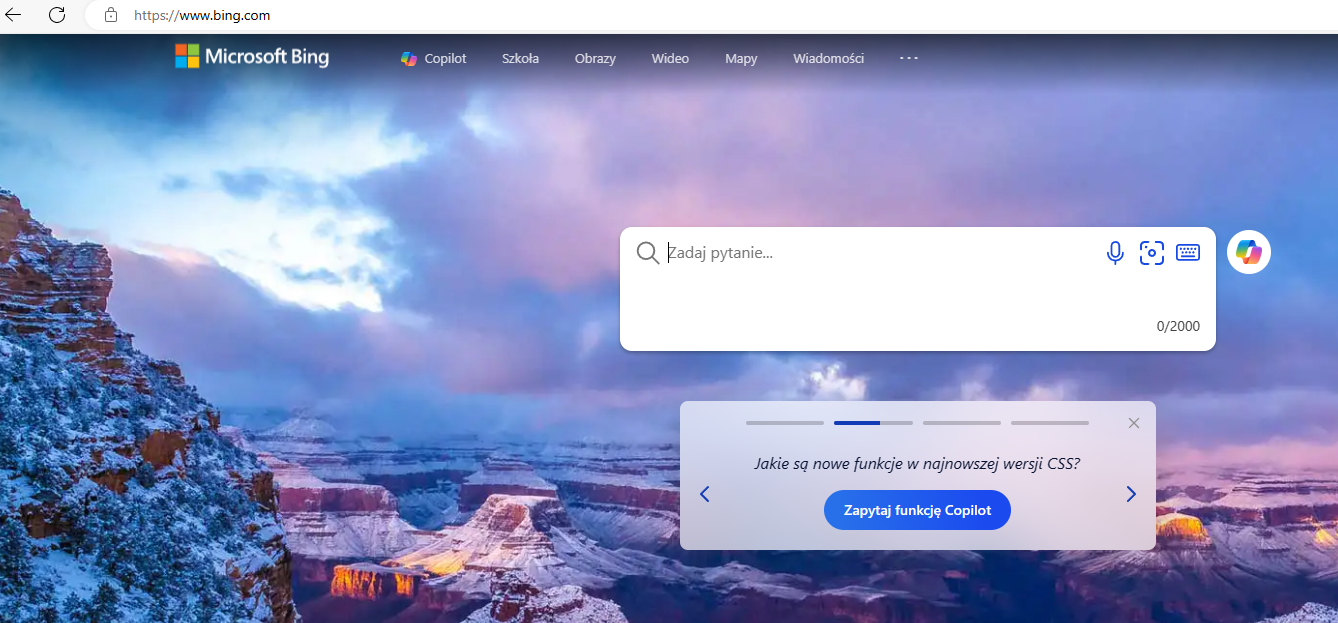 https://www.bing.com
Microsoft Bing
Copilot
Szkoła
Obrazy
Wideo
Mapy
Wiadomości
Zadaj pytanie...
0/2000
Jakie są nowe funkcje w najnowszej wersji CSS?
Zapytaj funkcję Copilot